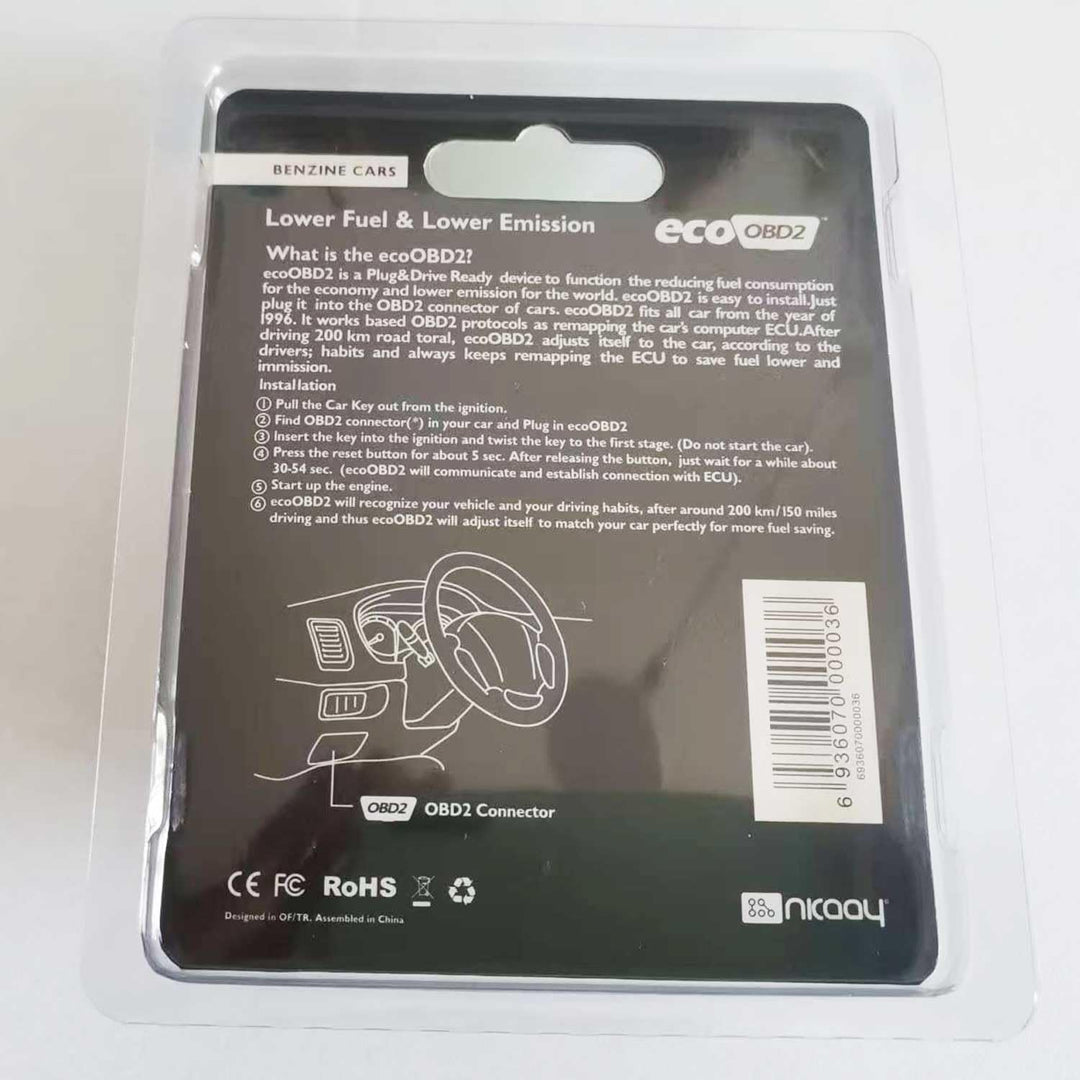 BENZINE CARS
Lower Fuel & Lower Emission
eco OBD2™
What is the ecoOBD2?
ecoOBD2 is a Plug&Drive Ready device to function the reducing fuel consumption
for the economy and lower emission for the world. ecoOBD2 is easy to install.Just
plug it into the OBD2 connector of cars. ecoOBD2 fits all car from the year of
1996. It works based OBD2 protocols as remapping the car's computer ECU.After
driving 200 km road toral, ecoOBD2 adjusts itself to the car, according to the
drivers; habits and always keeps remapping the ECU to save fuel lower and
immission.
Installation
① Pull the Car Key out from the ignition.
② Find OBD2 connector(*) in your car and Plug in ecoOBD2
③ Insert the key into the ignition and twist the key to the first stage. (Do not start the car).
④ Press the reset button for about 5 sec. After releasing the button, just wait for a while about
30-54 sec. (ecoOBD2 will communicate and establish connection with ECU).
⑤ Start up the engine.
⑥ ecoOBD2 will recognize your vehicle and your driving habits, after around 200 km/150 miles
driving and thus ecoOBD2 will adjust itself to match your car perfectly for more fuel saving.
OBD2 OBD2 Connector
6 936070 000036
6936070000036
CE FC RoHS
Designed in OF/TR. Assembled in China
nicaay®